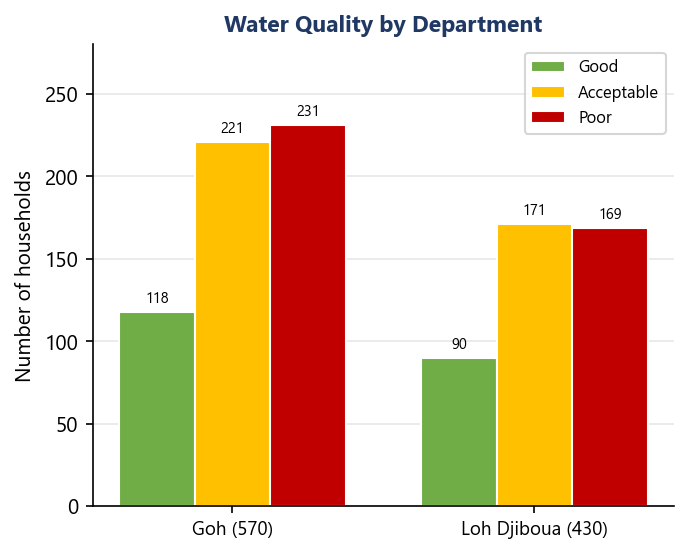 Water Quality by Department
Good
Acceptable
Poor
Number of households
250
200
150
100
50
0
118
221
231
90
171
169
Goh (570)
Loh Djiboua (430)